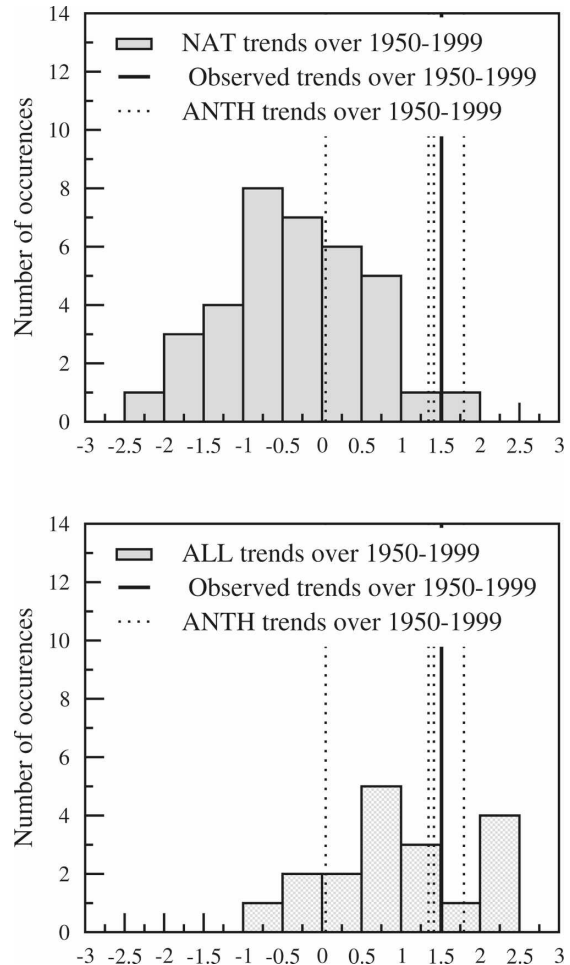 14
NAT trends over 1950-1999
12
Observed trends over 1950-1999
ANTH trends over 1950-1999
10
8
6
4
2
0
Number of occurences
-3 -2.5 -2 -1.5 -1 -0.5 0 0.5 1 1.5 2 2.5 3
14
ALL trends over 1950-1999
12
Observed trends over 1950-1999
ANTH trends over 1950-1999
10
8
6
4
2
0
Number of occurences
-3 -2.5 -2 -1.5 -1 -0.5 0 0.5 1 1.5 2 2.5 3